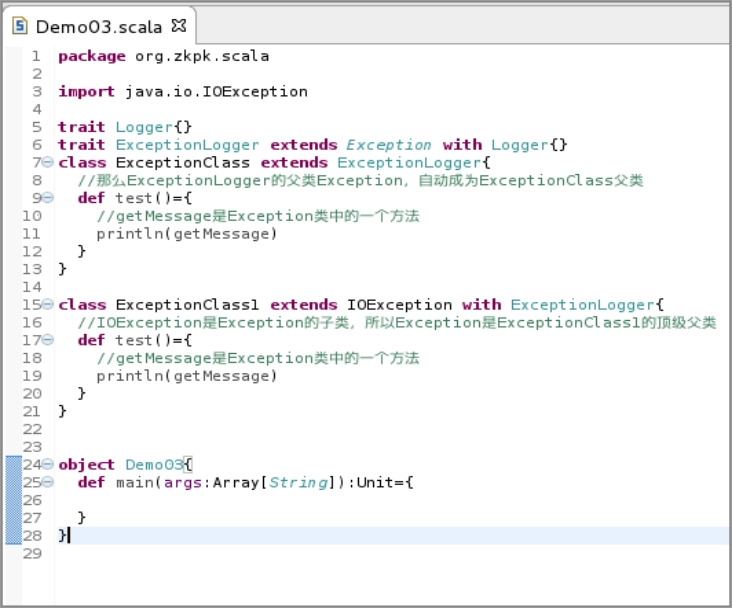 Demo03.scala
1 package org.zkpk.scala
2
3 import java.io.IOException
4
5 trait Logger{}
6 trait ExceptionLogger extends Exception with Logger{}
7 class ExceptionClass extends ExceptionLogger{
8 //那么ExceptionLogger的父类Exception，自动成为ExceptionClass父类
9 def test()={
10 //getMessage是Exception类中的一个方法
11 println(getMessage)
12 }
13 }
14
15 class ExceptionClass1 extends IOException with ExceptionLogger{
16 //IOException是Exception的子类，所以Exception是ExceptionClass1的顶级父类
17 def test()={
18 //getMessage是Exception类中的一个方法
19 println(getMessage)
20 }
21 }
22
23
24 object Demo03{
25 def main(args:Array[String]):Unit={
26
27 }
28 }
29